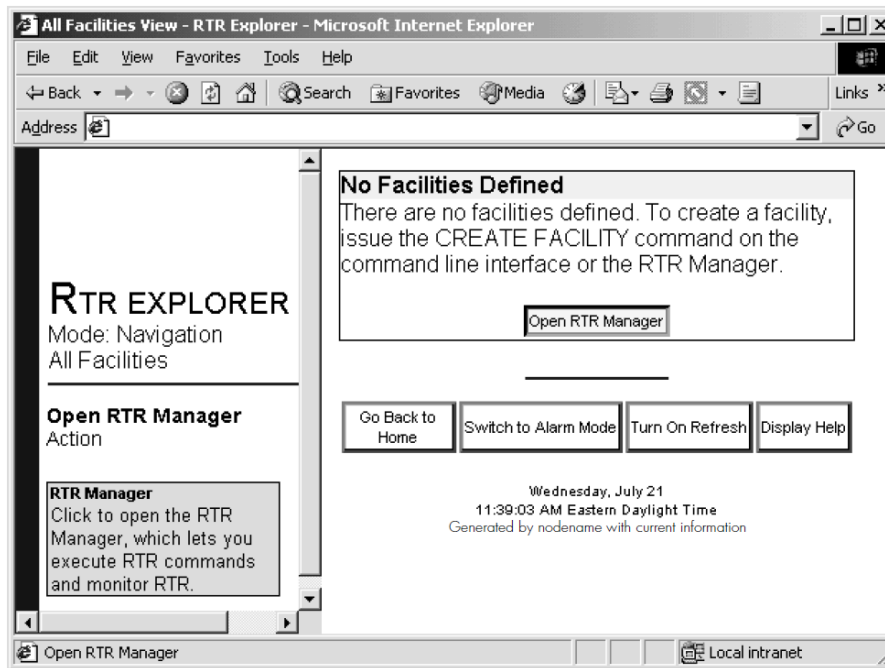 All Facilities View - RTR Explorer - Microsoft Internet Explorer
File Edit View Favorites Tools Help
Back Search Favorites Media Links »
Address Go
RTR EXPLORER
Mode: Navigation
All Facilities
Open RTR Manager
Action
RTR Manager
Click to open the RTR
Manager, which lets you
execute RTR commands
and monitor RTR.
No Facilities Defined
There are no facilities defined. To create a facility,
issue the CREATE FACILITY command on the
command line interface or the RTR Manager.
Open RTR Manager
Go Back to
Home
Switch to Alarm Mode
Turn On Refresh
Display Help
Wednesday, July 21
11:39:03 AM Eastern Daylight Time
Generated by nodename with current information
Open RTR Manager
Local intranet